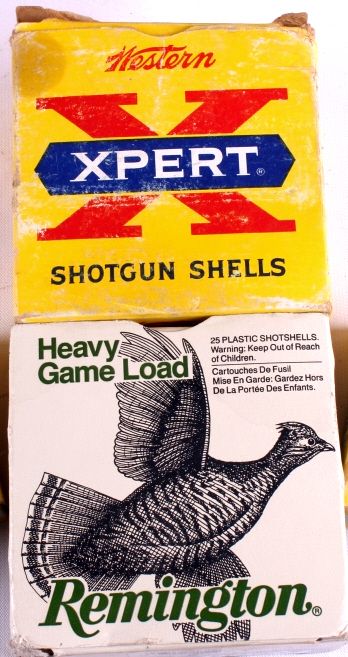 Western
X
XPERT®
SHOTGUN SHELLS
Heavy
Game Load
25 PLASTIC SHOTSHELLS.
Warning: Keep Out of Reach
of Children.
Cartouches De Fusil
Mise En Garde: Gardez Hors
De La Portée Des Enfants.
Remington®